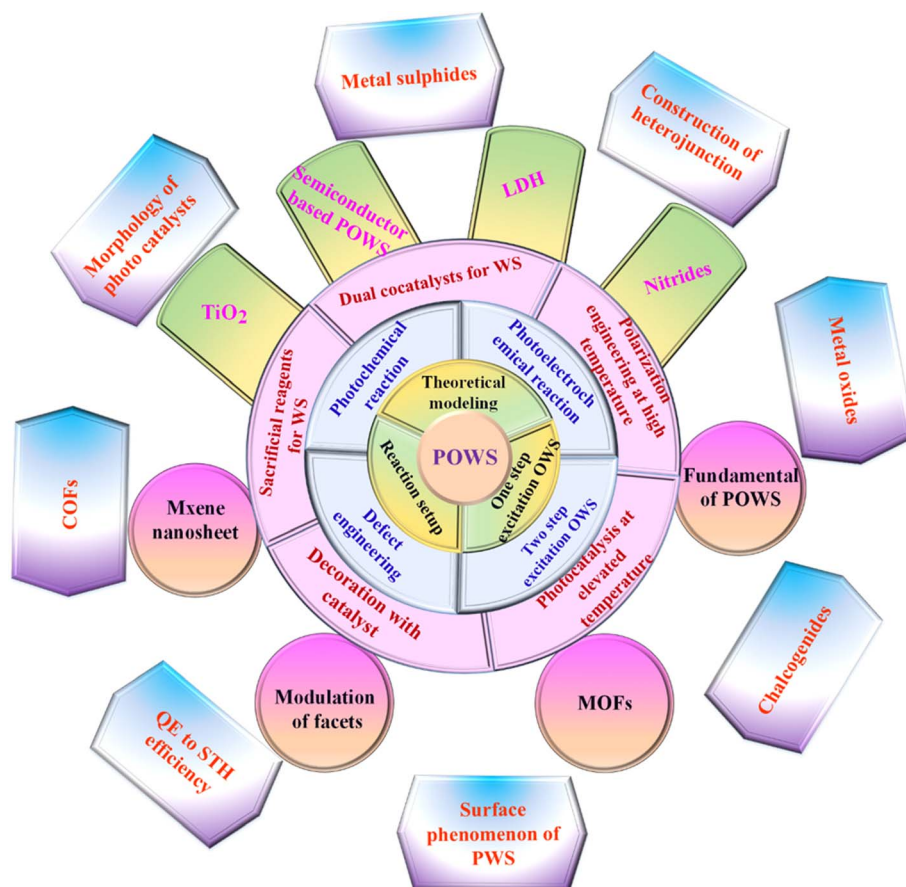 Metal sulphides
Construction of
heterojunction
Morphology of
photo catalysts
Semiconductor
based POWS
LDH
TiO2
Nitrides
Metal oxides
Dual cocatalysts for WS
Polarization
engineering at high
temperature
Sacrificial reagents
for WS
Photochemical
reaction
Photoelectroch
emical reaction
Theoretical
modeling
POWS
Reaction setup
One step
excitation OWS
Defect
engineering
Two step
excitation OWS
Decoration with
catalyst
Photocatalysis at
elevated
temperature
COFs
Mxene
nanosheet
Fundamental
of POWS
Chalcogenides
Modulation
of facets
MOFs
QE to STH
efficiency
Surface
phenomenon of
PWS